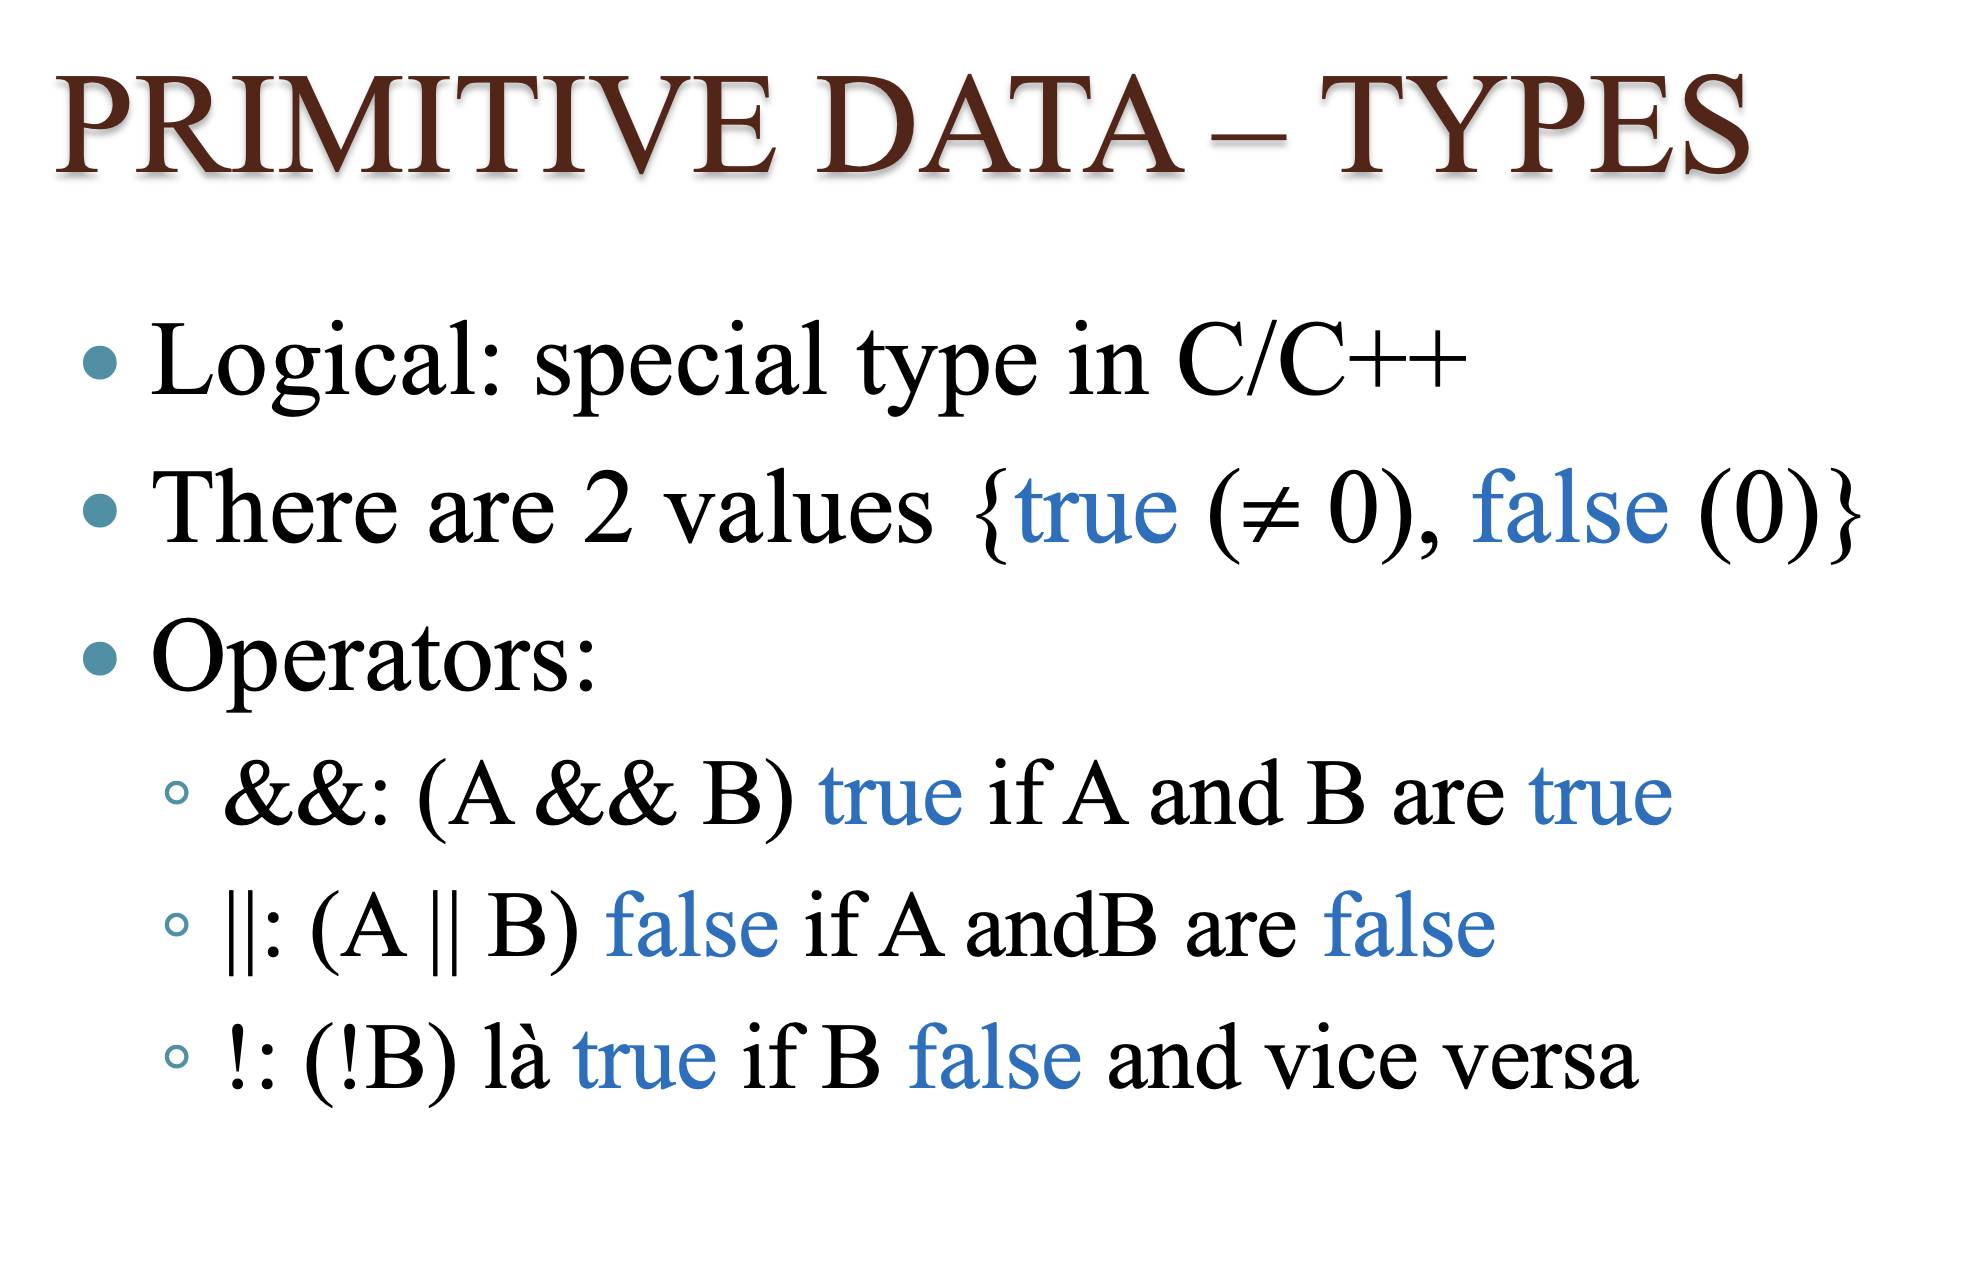 PRIMITIVE DATA – TYPES
• Logical: special type in C/C++
• There are 2 values {true (≠ 0), false (0)}
• Operators:
◦ &&: (A && B) true if A and B are true
◦ ||: (A || B) false if A andB are false
◦ !: (!B) là true if B false and vice versa